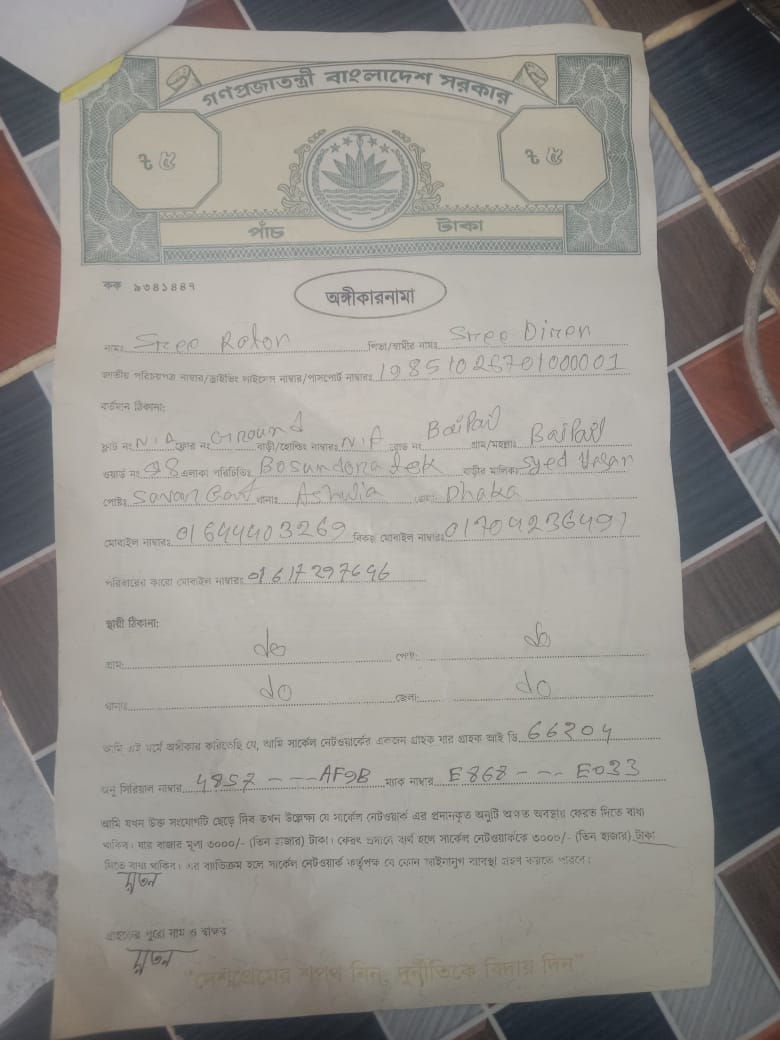 গণপ্রজাতন্ত্রী বাংলাদেশ সরকার
৳ ৫ ৳ ৫
পাঁচ টাকা
কক ৯৩৪১৪৪৭
অঙ্গীকারনামা
নামঃ Sree Roton পিতা/স্বামীর নামঃ Sree Diren
জাতীয় পরিচয়পত্র নাম্বার/ড্রাইভিং লাইসেন্স নাম্বার/পাসপোর্ট নাম্বারঃ 19851026701000001
বর্তমান ঠিকানা:
ফ্লাট নং N.A ফ্লোর নং Ground বাড়ী/হোল্ডিং নাম্বারঃ N.A রোড নং Baipail গ্রাম/মহল্লাঃ Baipail
ওয়ার্ড নং 08 এলাকা পরিচিতিঃ Bosundora tek বাড়ীর মালিকঃ Syed Hasan
পোষ্টঃ Savar Cant থানাঃ Ashulia জেলাঃ Dhaka
মোবাইল নাম্বারঃ 01644403269 বিকল্প মোবাইল নাম্বারঃ 01704236497
পরিবারের কারো মোবাইল নাম্বারঃ 01617297646
স্থায়ী ঠিকানা:
গ্রাম: do পোষ্ট: do
থানাঃ do জেলা: do
আমি এই মর্মে অঙ্গীকার করিতেছি যে, আমি সার্কেল নেটওয়ার্কের একজন গ্রাহক যার গ্রাহক আই ডি 66204
অনু সিরিয়াল নাম্বার 4857 ---- AF9B ম্যাক নাম্বার E868 --- E033
আমি যখন উক্ত সংযোগটি ছেড়ে দিব তখন উল্লেক্ষ্য যে সার্কেল নেটওয়ার্ক এর প্রদানকৃত অনুটি অক্ষত অবস্থায় ফেরত দিতে বাধ্য
থাকিব। যার বাজার মূল্য ৩০০০/- (তিন হাজার) টাকা। ফেরৎ প্রদানে ব্যর্থ হলে সার্কেল নেটওয়ার্ককে ৩০০০/- (তিন হাজার) টাকা
দিতে বাধ্য থাকিব। এর ব্যতিক্রম হলে সার্কেল নেটওয়ার্ক কর্তৃপক্ষ যে কোন আইনানুগ ব্যবস্থা গ্রহণ করতে পারবে।
গ্রাহকের পুরো নাম ও স্বাক্ষর
"দেশপ্রেমের শপথ নিন, দুর্নীতিকে বিদায় দিন"